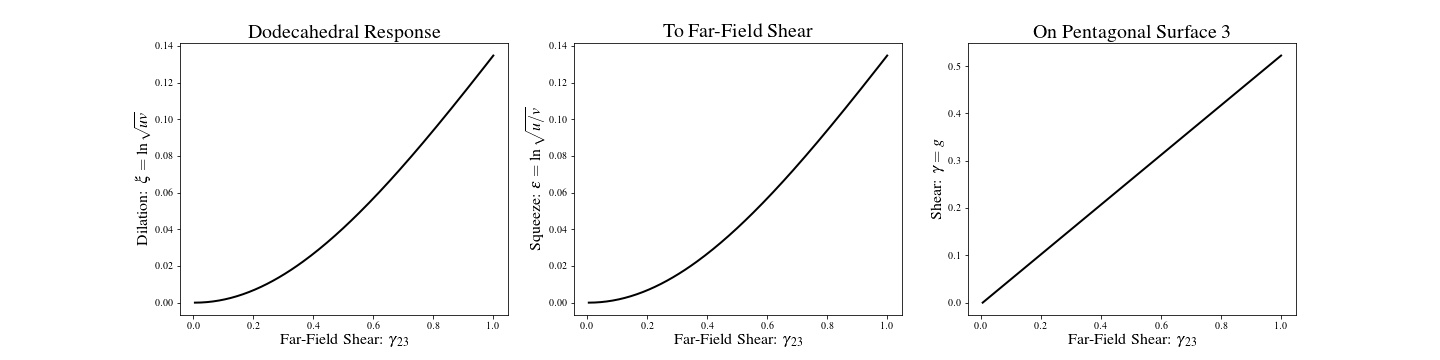 Dodecahedral Response
Dilation: ξ = ln √uv
0.14
0.12
0.10
0.08
0.06
0.04
0.02
0.00
0.0 0.2 0.4 0.6 0.8 1.0
Far-Field Shear: γ23
To Far-Field Shear
Squeeze: ε = ln √u/v
0.14
0.12
0.10
0.08
0.06
0.04
0.02
0.00
0.0 0.2 0.4 0.6 0.8 1.0
Far-Field Shear: γ23
On Pentagonal Surface 3
Shear: γ = g
0.5
0.4
0.3
0.2
0.1
0.0
0.0 0.2 0.4 0.6 0.8 1.0
Far-Field Shear: γ23